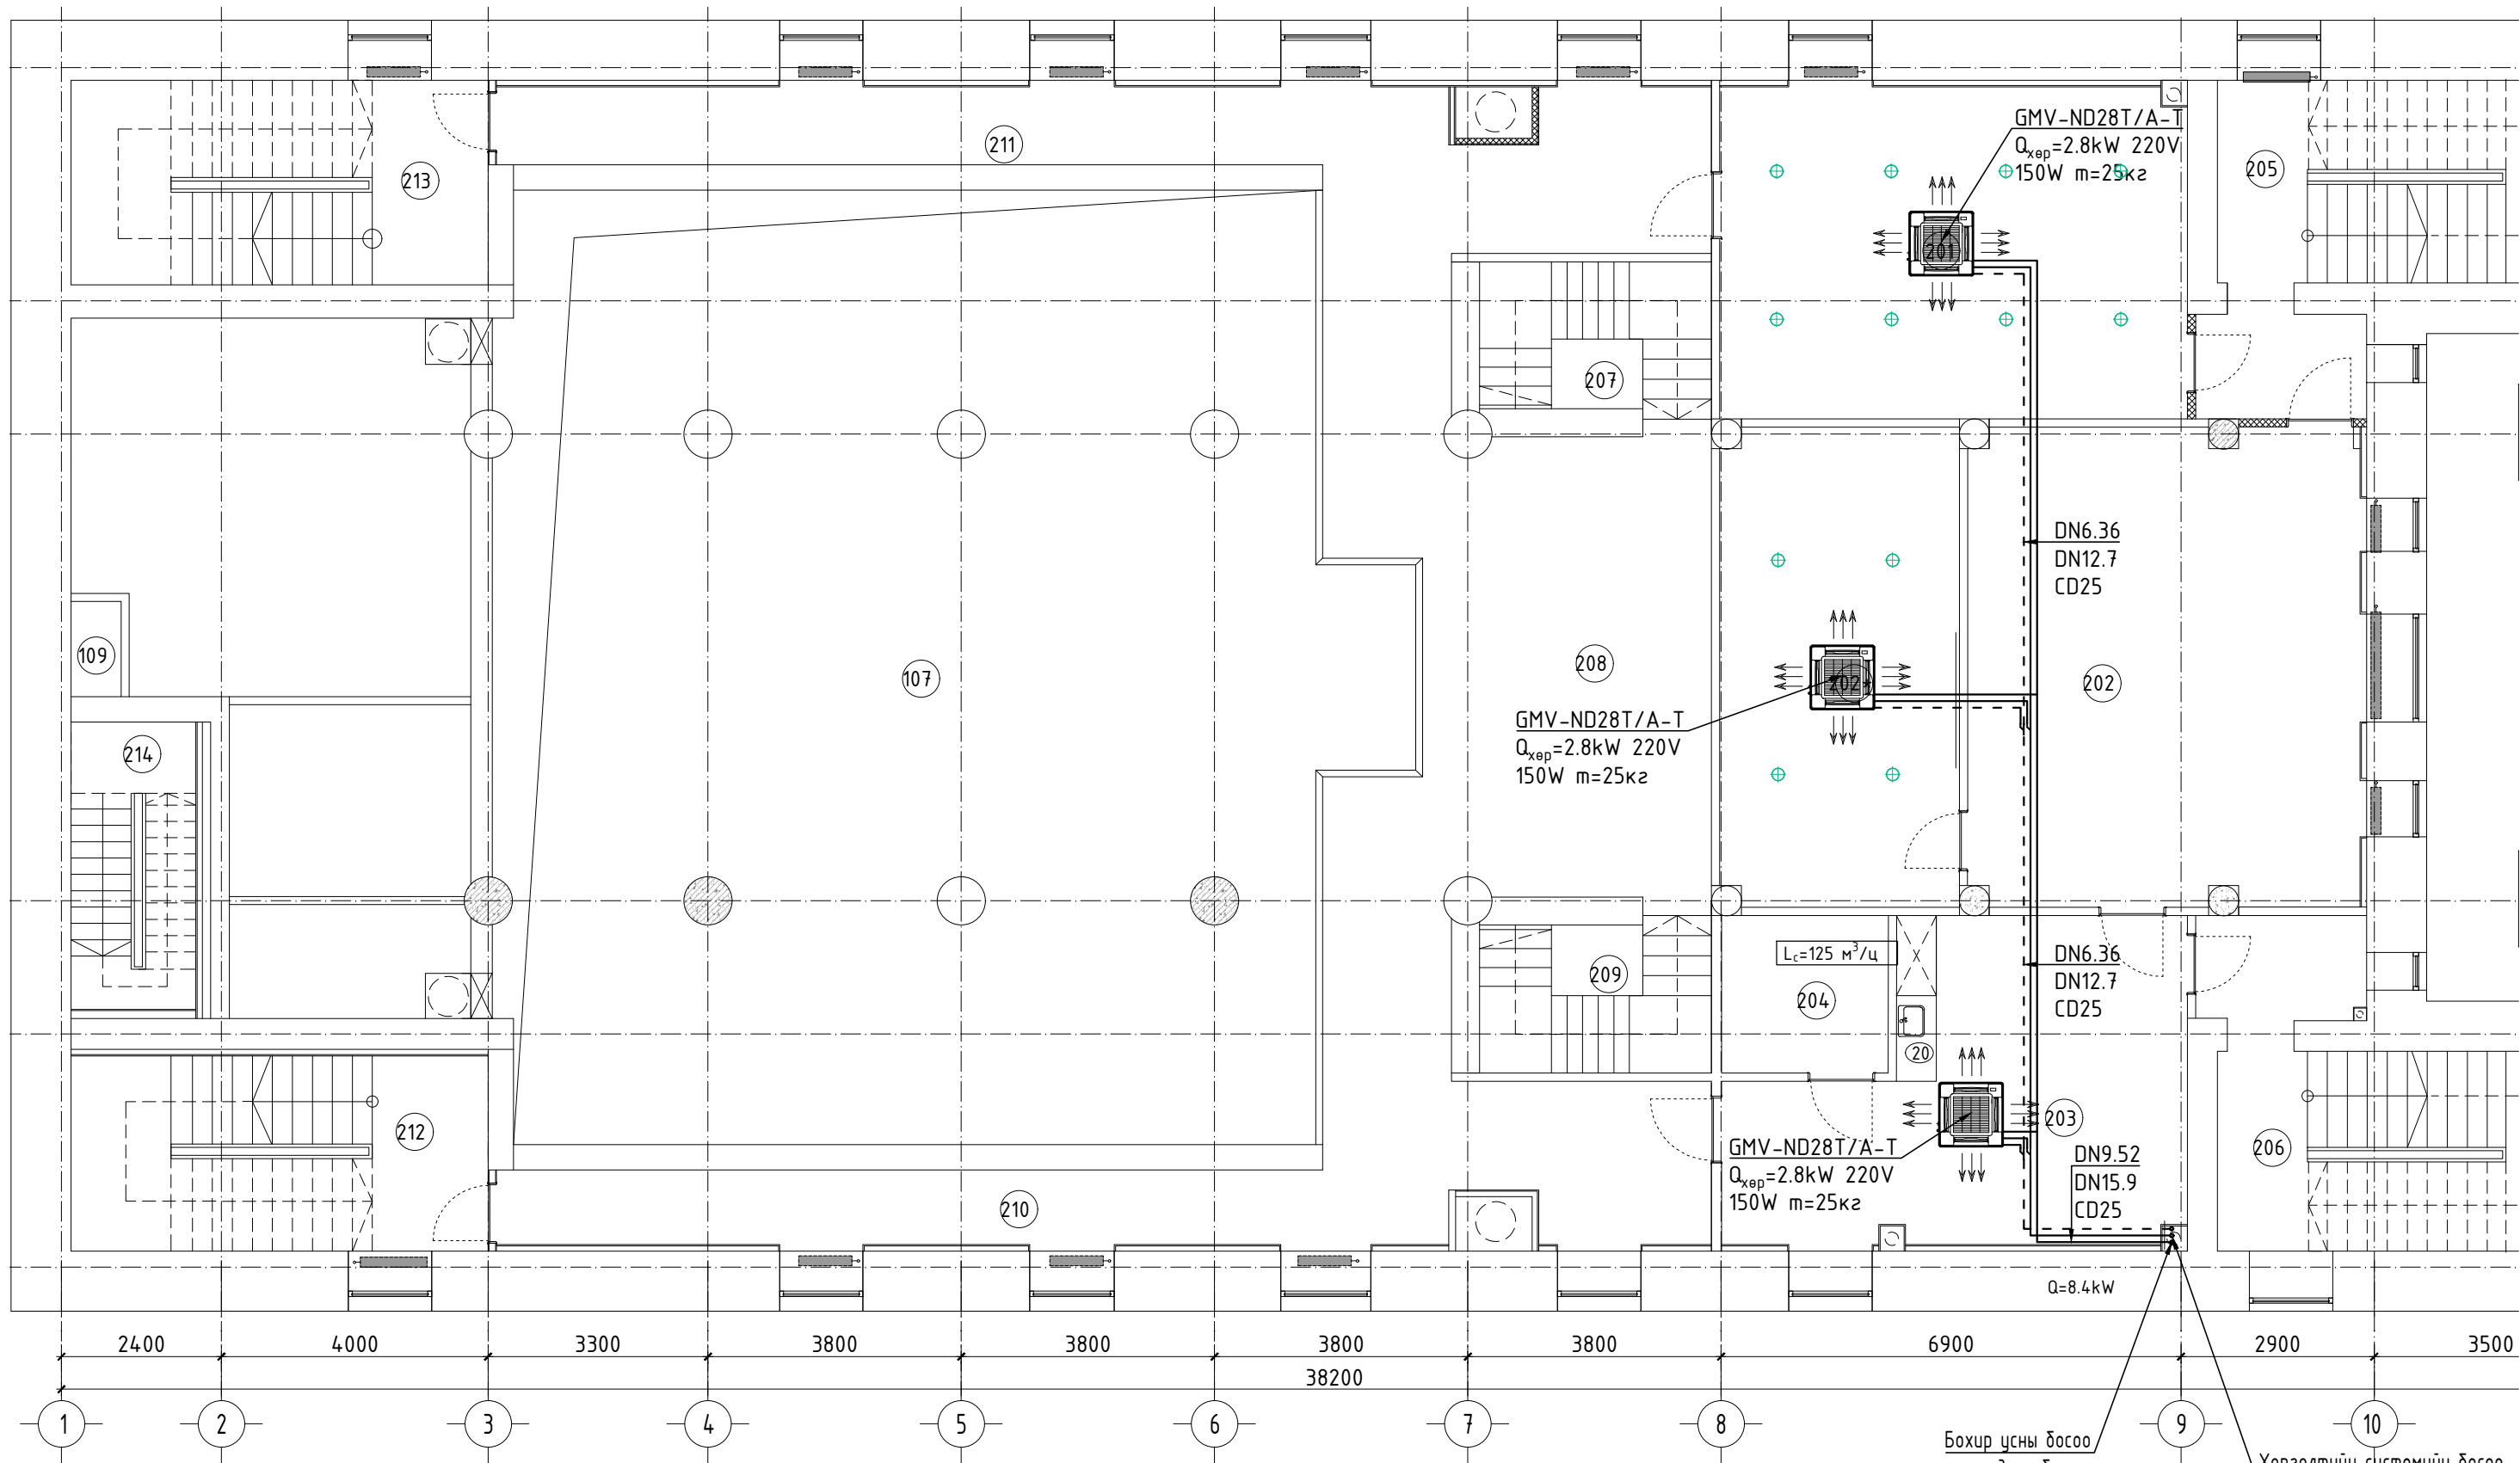 GMV-ND28T/A-T
Qхөр=2.8kW 220V
150W m=25кг
213
211
205
201
207
DN6.36
DN12.7
CD25
109
107
208
202*
202
GMV-ND28T/A-T
Qхөр=2.8kW 220V
150W m=25кг
214
Lc=125 м³/ц
DN6.36
DN12.7
CD25
209
204
20
212
203
206
GMV-ND28T/A-T
Qхөр=2.8kW 220V
150W m=25кг
DN9.52
DN15.9
CD25
210
Q=8.4kW
2400 4000 3300 3800 3800 3800 3800 6900 2900 3500
38200
1 2 3 4 5 6 7 8 9 10
Бохир усны босоо
Хөргөлтийн системийн босоо